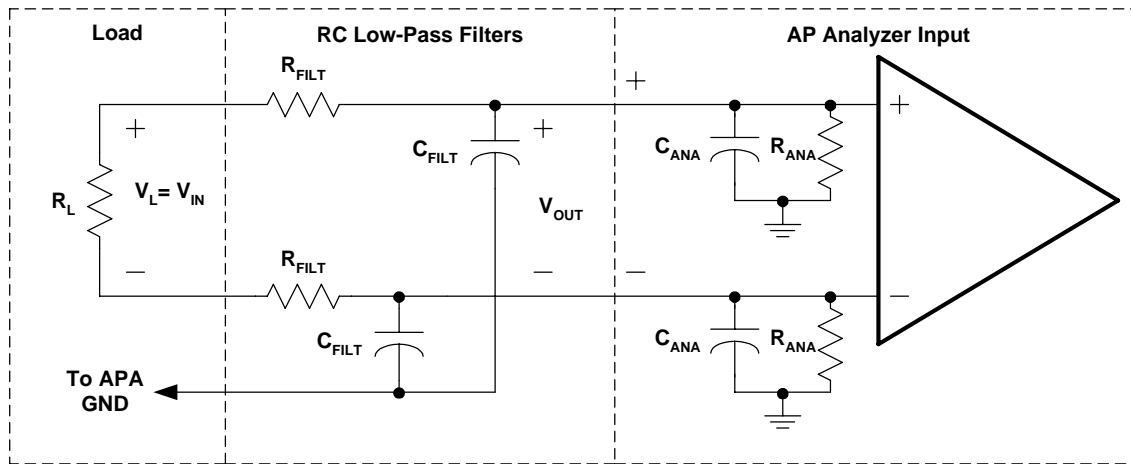 Load
RC Low-Pass Filters
AP Analyzer Input
R_FILT
+
+
+
+
C_FILT
C_ANA
R_ANA
R_L
V_L = V_IN
V_OUT
−
R_FILT
−
−
−
C_FILT
C_ANA
R_ANA
To APA
GND